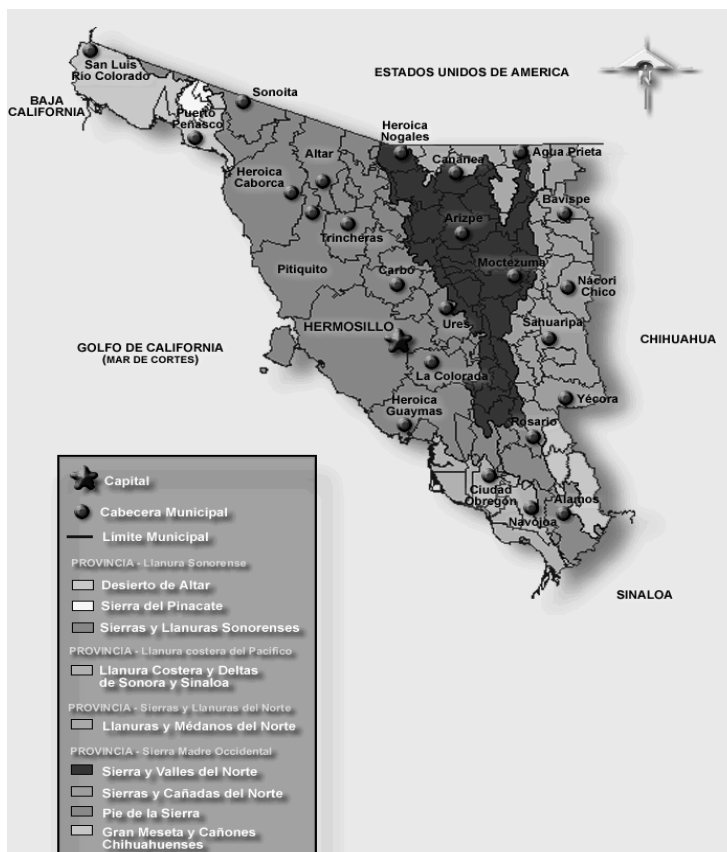 San Luis
Río Colorado
BAJA
CALIFORNIA
Puerto
Peñasco
Sonoita
ESTADOS UNIDOS DE AMERICA
N
Heroica
Nogales
Cananea
Agua Prieta
Altar
Heroica
Caborca
Bavispe
Arizpe
Trincheras
Pitiquito
Carbó
Moctezuma
Nácori
Chico
HERMOSILLO
Ures
Sahuaripa
GOLFO DE CALIFORNIA
(MAR DE CORTES)
CHIHUAHUA
La Colorada
Heroica
Guaymas
Yécora
Rosario
Ciudad
Obregón
Navojoa
Alamos
SINALOA
Capital
Cabecera Municipal
Límite Municipal
PROVINCIA - Llanura Sonorense
Desierto de Altar
Sierra del Pinacate
Sierras y Llanuras Sonorenses
PROVINCIA - Llanura costera del Pacífico
Llanura Costera y Deltas
de Sonora y Sinaloa
PROVINCIA - Sierras y Llanuras del Norte
Llanuras y Médanos del Norte
PROVINCIA - Sierra Madre Occidental
Sierra y Valles del Norte
Sierras y Cañadas del Norte
Pie de la Sierra
Gran Meseta y Cañones
Chihuahuenses